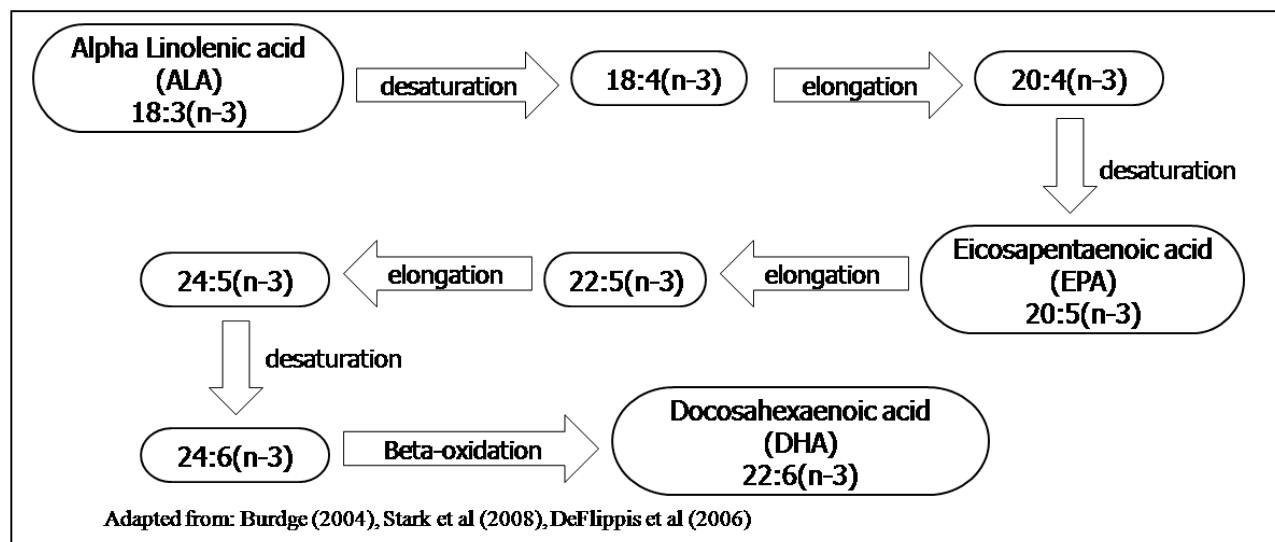 Alpha Linolenic acid
(ALA)
18:3(n-3)
desaturation
18:4(n-3)
elongation
20:4(n-3)
desaturation
Eicosapentaenoic acid
(EPA)
20:5(n-3)
elongation
22:5(n-3)
elongation
24:5(n-3)
desaturation
24:6(n-3)
Beta-oxidation
Docosahexaenoic acid
(DHA)
22:6(n-3)
Adapted from: Burdge (2004), Stark et al (2008), DeFlippis et al (2006)